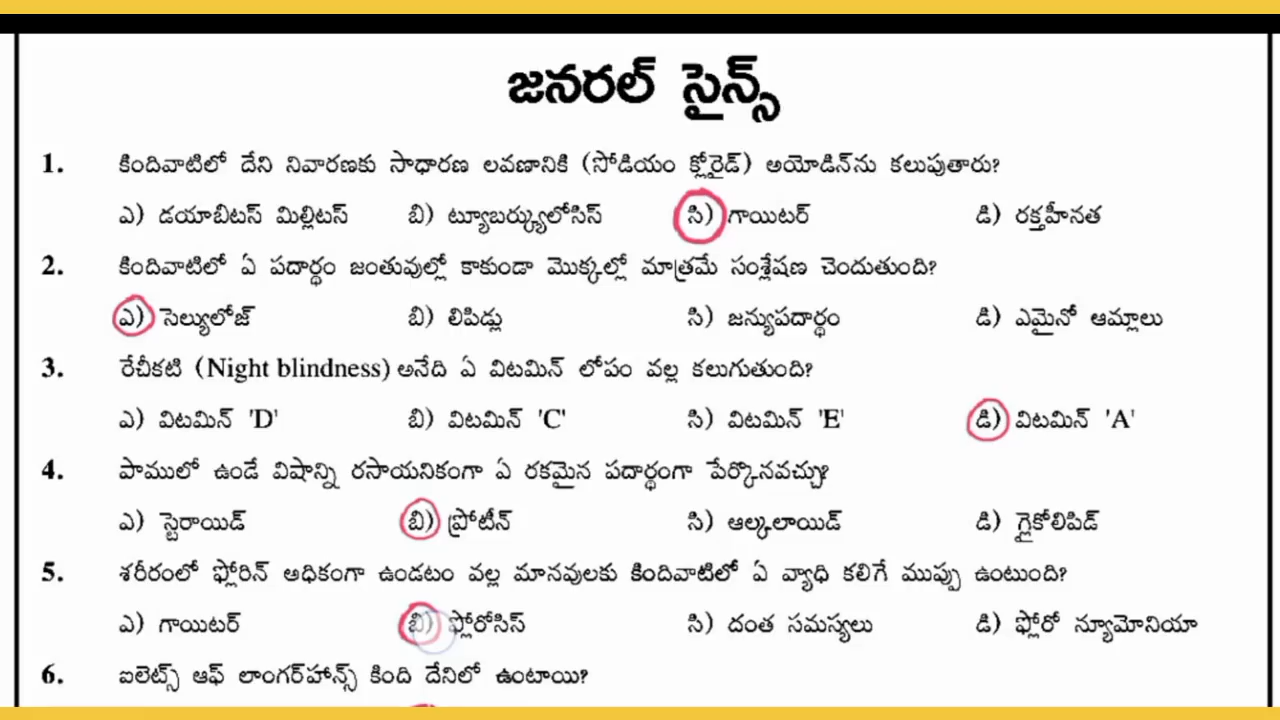 జనరల్ సైన్స్
1. కిందివాటిలో దేని నివారణకు సాధారణ లవణానికి (సోడియం క్లోరైడ్) అయోడిన్‌ను కలుపుతారు?
ఎ) డయాబిటస్ మిల్లిటస్ బి) ట్యూబర్క్యులోసిస్ సి) గాయిటర్ డి) రక్తహీనత
2. కిందివాటిలో ఏ పదార్థం జంతువుల్లో కాకుండా మొక్కల్లో మాత్రమే సంశ్లేషణ చెందుతుంది?
ఎ) సెల్యులోజ్ బి) లిపిడ్లు సి) జన్యుపదార్థం డి) ఎమైనో ఆమ్లాలు
3. రేచీకటి (Night blindness) అనేది ఏ విటమిన్ లోపం వల్ల కలుగుతుంది?
ఎ) విటమిన్ 'D' బి) విటమిన్ 'C' సి) విటమిన్ 'E' డి) విటమిన్ 'A'
4. పాములో ఉండే విషాన్ని రసాయనికంగా ఏ రకమైన పదార్థంగా పేర్కొనవచ్చు?
ఎ) స్టెరాయిడ్ బి) ప్రోటీన్ సి) ఆల్కలాయిడ్ డి) గ్లైకోలిపిడ్
5. శరీరంలో ఫ్లోరిన్ అధికంగా ఉండటం వల్ల మానవులకు కిందివాటిలో ఏ వ్యాధి కలిగే ముప్పు ఉంటుంది?
ఎ) గాయిటర్ బి) ఫ్లోరోసిస్ సి) దంత సమస్యలు డి) ఫ్లోరో న్యూమోనియా
6. ఐలెట్స్ ఆఫ్ లాంగర్‌హాన్స్ కింది దేనిలో ఉంటాయి?